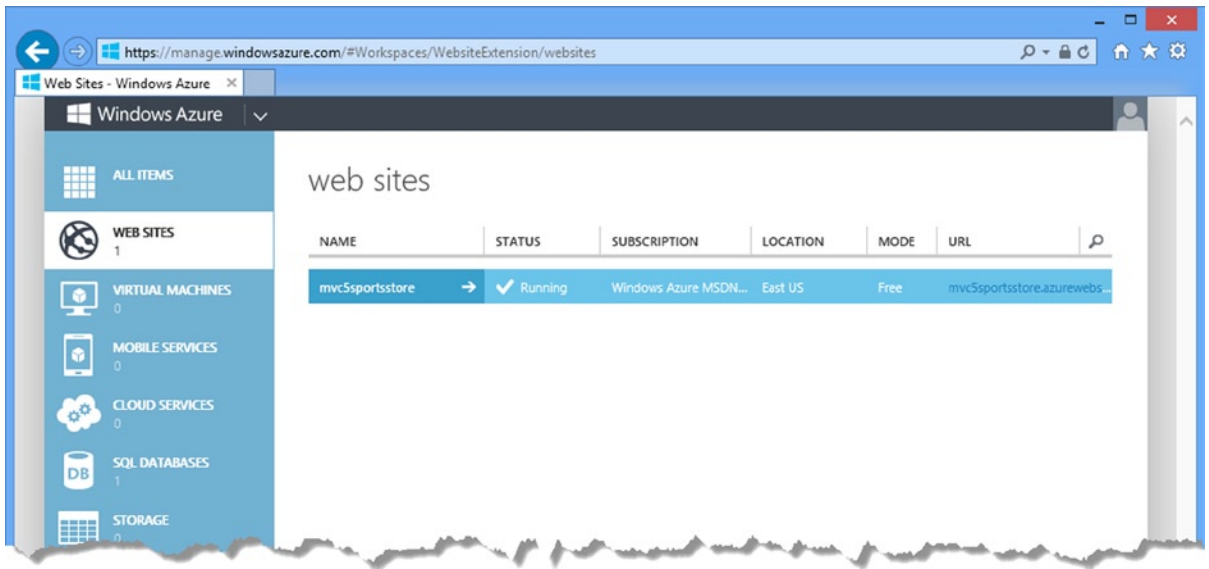 https://manage.windowsazure.com/#Workspaces/WebsiteExtension/websites
Web Sites - Windows Azure
Windows Azure
ALL ITEMS
web sites
WEB SITES
1
NAME STATUS SUBSCRIPTION LOCATION MODE URL
mvc5sportsstore Running Windows Azure MSDN... East US Free mvc5sportsstore.azurewebs...
VIRTUAL MACHINES
0
MOBILE SERVICES
0
CLOUD SERVICES
0
DB
SQL DATABASES
1
STORAGE
0